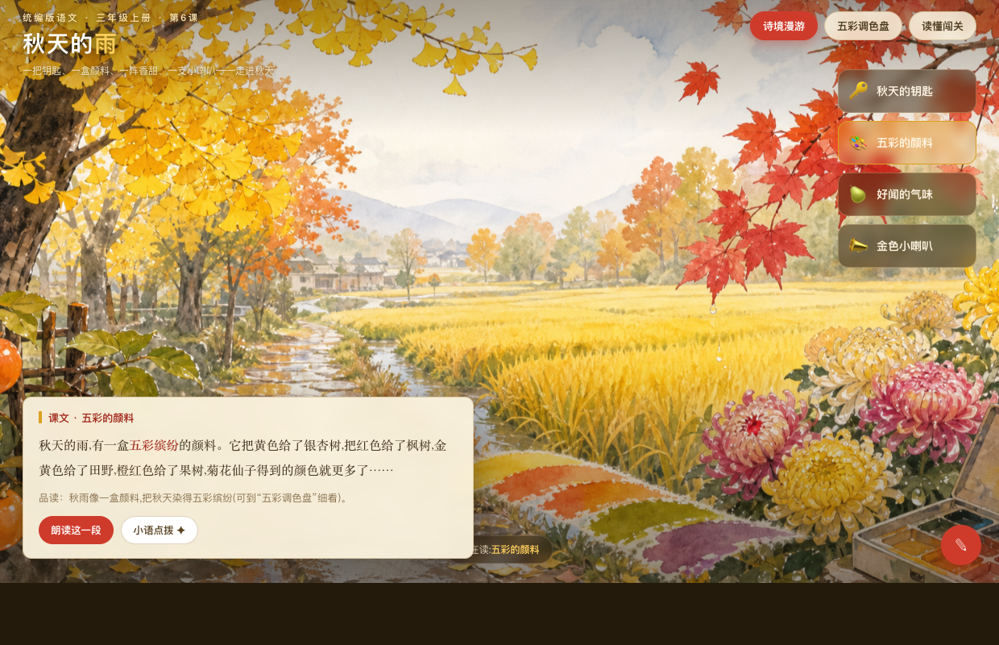 统编版语文 · 三年级上册 · 第6课
秋天的雨
一把钥匙、一盒颜料、一阵香甜、一支小喇叭——走进秋天
诗境漫游
五彩调色盘
读懂闯关
秋天的钥匙
五彩的颜料
好闻的气味
金色小喇叭
课文 · 五彩的颜料
秋天的雨,有一盒五彩缤纷的颜料。它把黄色给了银杏树,把红色给了枫树,金
黄色给了田野,橙红色给了果树,菊花仙子得到的颜色就更多了……
品读：秋雨像一盒颜料,把秋天染得五彩缤纷(可到“五彩调色盘”细看)。
朗读这一段
小语点拨 ✦
在读:五彩的颜料